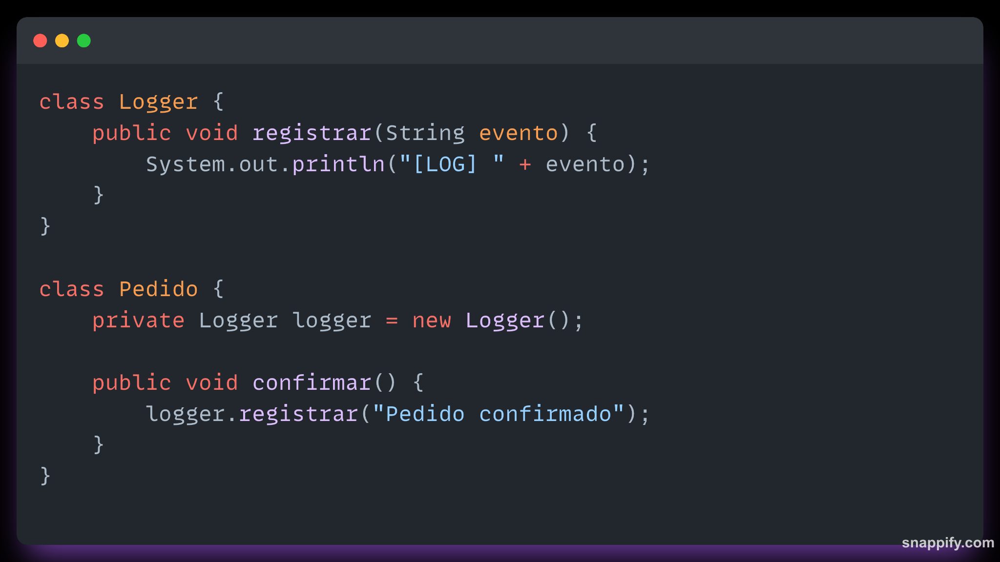 class Logger {
    public void registrar(String evento) {
        System.out.println("[LOG] " + evento);
    }
}

class Pedido {
    private Logger logger = new Logger();

    public void confirmar() {
        logger.registrar("Pedido confirmado");
    }
}
snappify.com